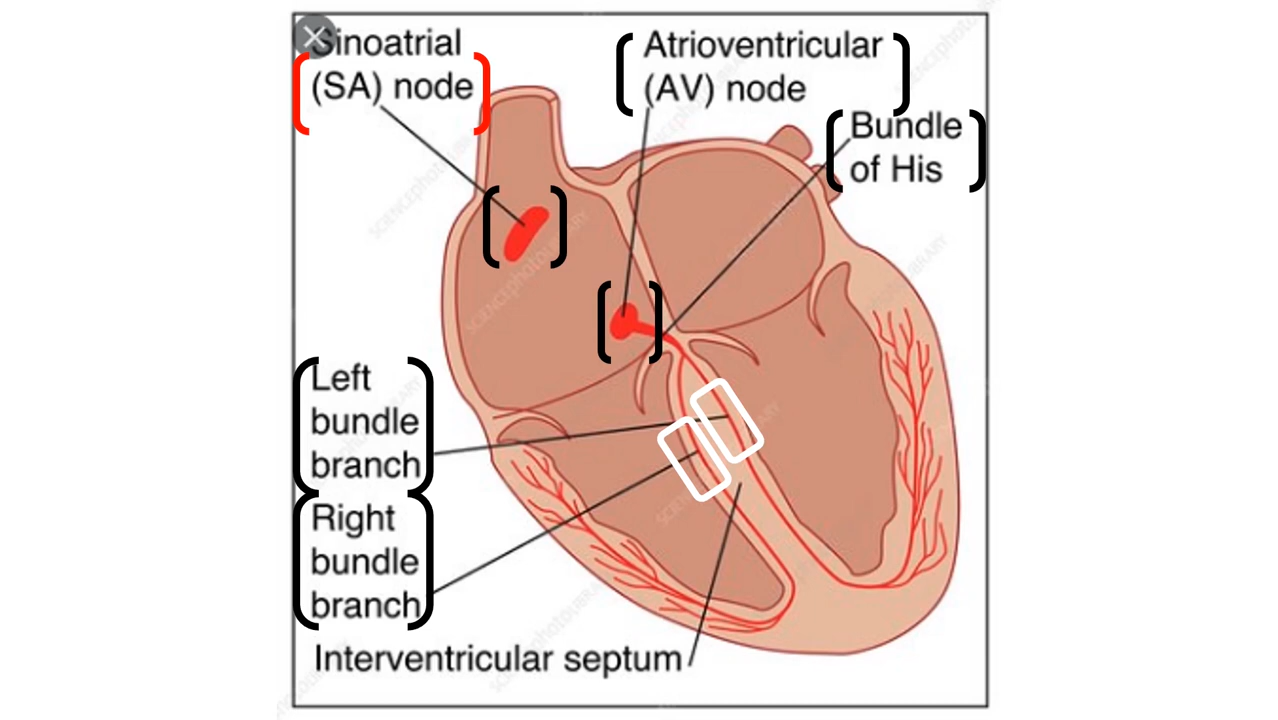 Sinoatrial
(SA) node
Atrioventricular
(AV) node
Bundle
of His
Left
bundle
branch
Right
bundle
branch
Interventricular septum